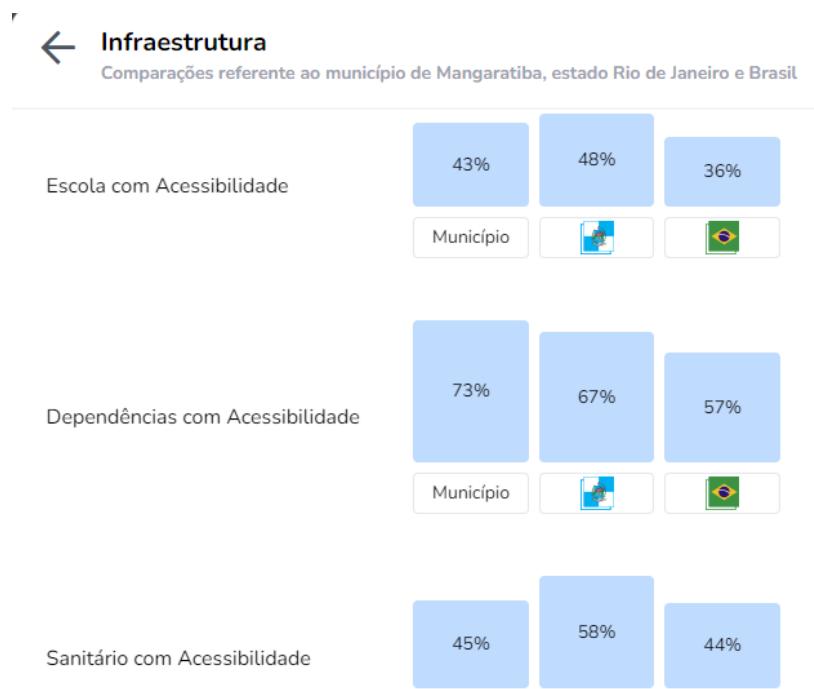 Infraestrutura
Comparações referente ao município de Mangaratiba, estado Rio de Janeiro e Brasil
Escola com Acessibilidade
43%
48%
36%
Município
Dependências com Acessibilidade
73%
67%
57%
Município
Sanitário com Acessibilidade
45%
58%
44%